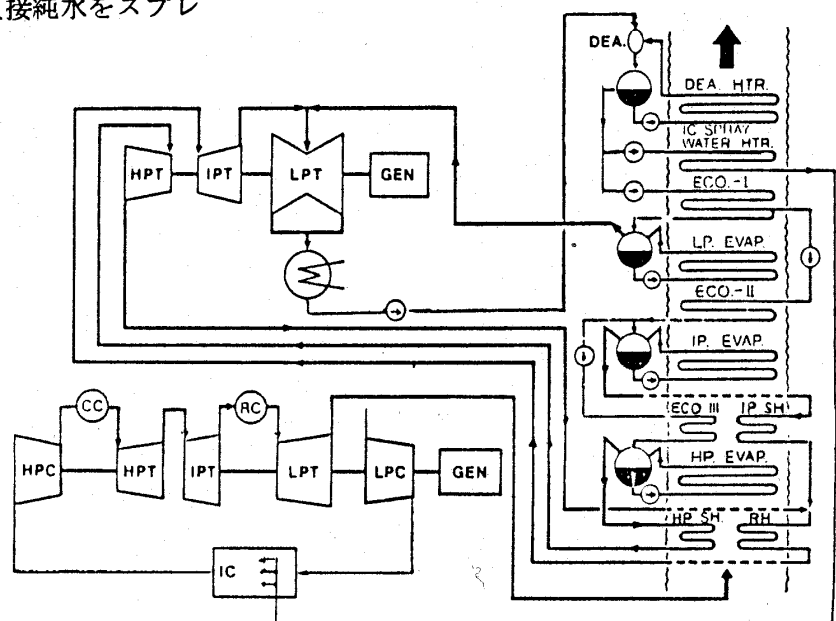 接純水をスプレ
DEA.
DEA. HTR.
IC SPRAY
WATER HTR.
ECO.-I
LP. EVAP.
ECO.-II
IP. EVAP.
ECO III IP SH
HP. EVAP.
HP SH. RH
HPT IPT LPT GEN
CC RC
HPC HPT IPT LPT LPC GEN
IC